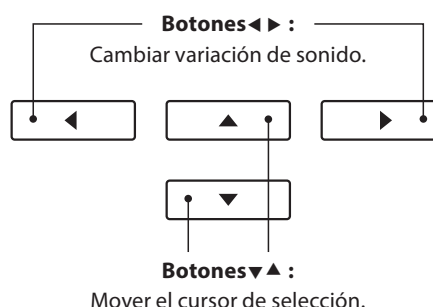 Botones◀ ▶ :
Cambiar variación de sonido.
Botones▼▲ :
Mover el cursor de selección.